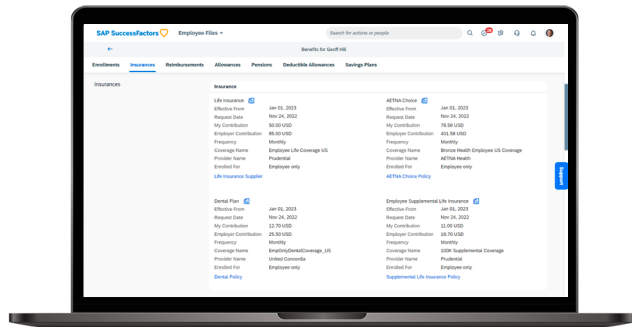 SAP SuccessFactors Employee Files
Search for actions or people
Benefits for Geoff Hill
Enrollments Insurances Reimbursements Allowances Pensions Deductible Allowances Savings Plans
Insurances
Insurance
Life Insurance
Effective From Jan 01, 2023
Request Date Nov 24, 2022
My Contribution 50.00 USD
Employer Contribution 95.00 USD
Frequency Monthly
Coverage Name Employee Life Coverage US
Provider Name Prudential
Enrolled For Employee only
Life Insurance Supplier
AETNA Choice
Effective From Jan 01, 2023
Request Date Nov 24, 2022
My Contribution 78.58 USD
Employer Contribution 401.58 USD
Frequency Monthly
Coverage Name Bronze Health Employee US Coverage
Provider Name AETNA Health
Enrolled For Employee only
AETNA Choice Policy
Dental Plan
Effective From Jan 01, 2023
Request Date Nov 24, 2022
My Contribution 12.70 USD
Employer Contribution 25.50 USD
Frequency Monthly
Coverage Name EmpOnlyDentalCoverage_US
Provider Name United Concordia
Enrolled For Employee only
Dental Policy
Employee Supplemental Life Insurance
Effective From Jan 01, 2023
Request Date Nov 24, 2022
My Contribution 11.00 USD
Employer Contribution 18.70 USD
Frequency Monthly
Coverage Name 100K Supplemental Coverage
Provider Name Prudential
Enrolled For Employee only
Supplemental Life Insurance Policy
Support